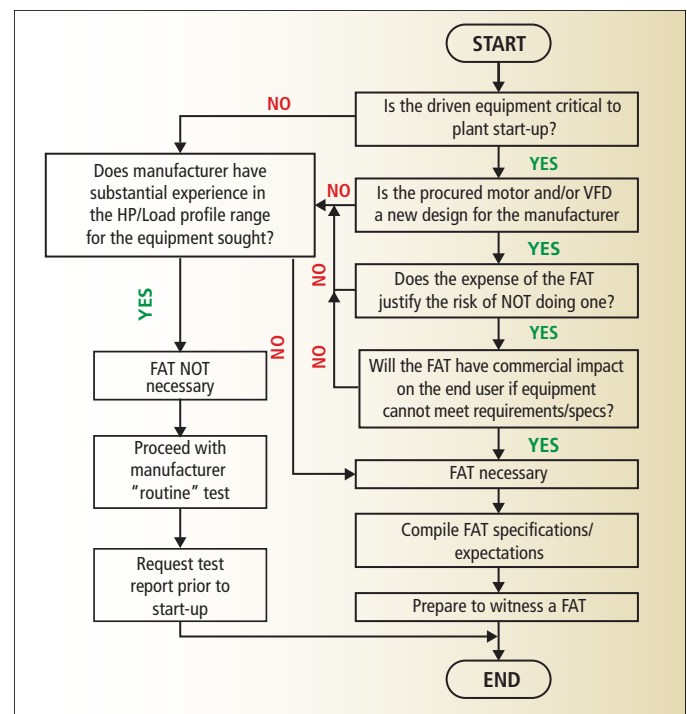 START
NO
Is the driven equipment critical to
plant start-up?
YES
Does manufacturer have
substantial experience in
the HP/Load profile range
for the equipment sought?
NO
Is the procured motor and/or VFD
a new design for the manufacturer
YES
NO
Does the expense of the FAT
justify the risk of NOT doing one?
YES
YES
NO
NO
Will the FAT have commercial impact
on the end user if equipment
cannot meet requirements/specs?
YES
FAT NOT
necessary
FAT necessary
Proceed with
manufacturer
“routine” test
Compile FAT specifications/
expectations
Request test
report prior to
start-up
Prepare to witness a FAT
END